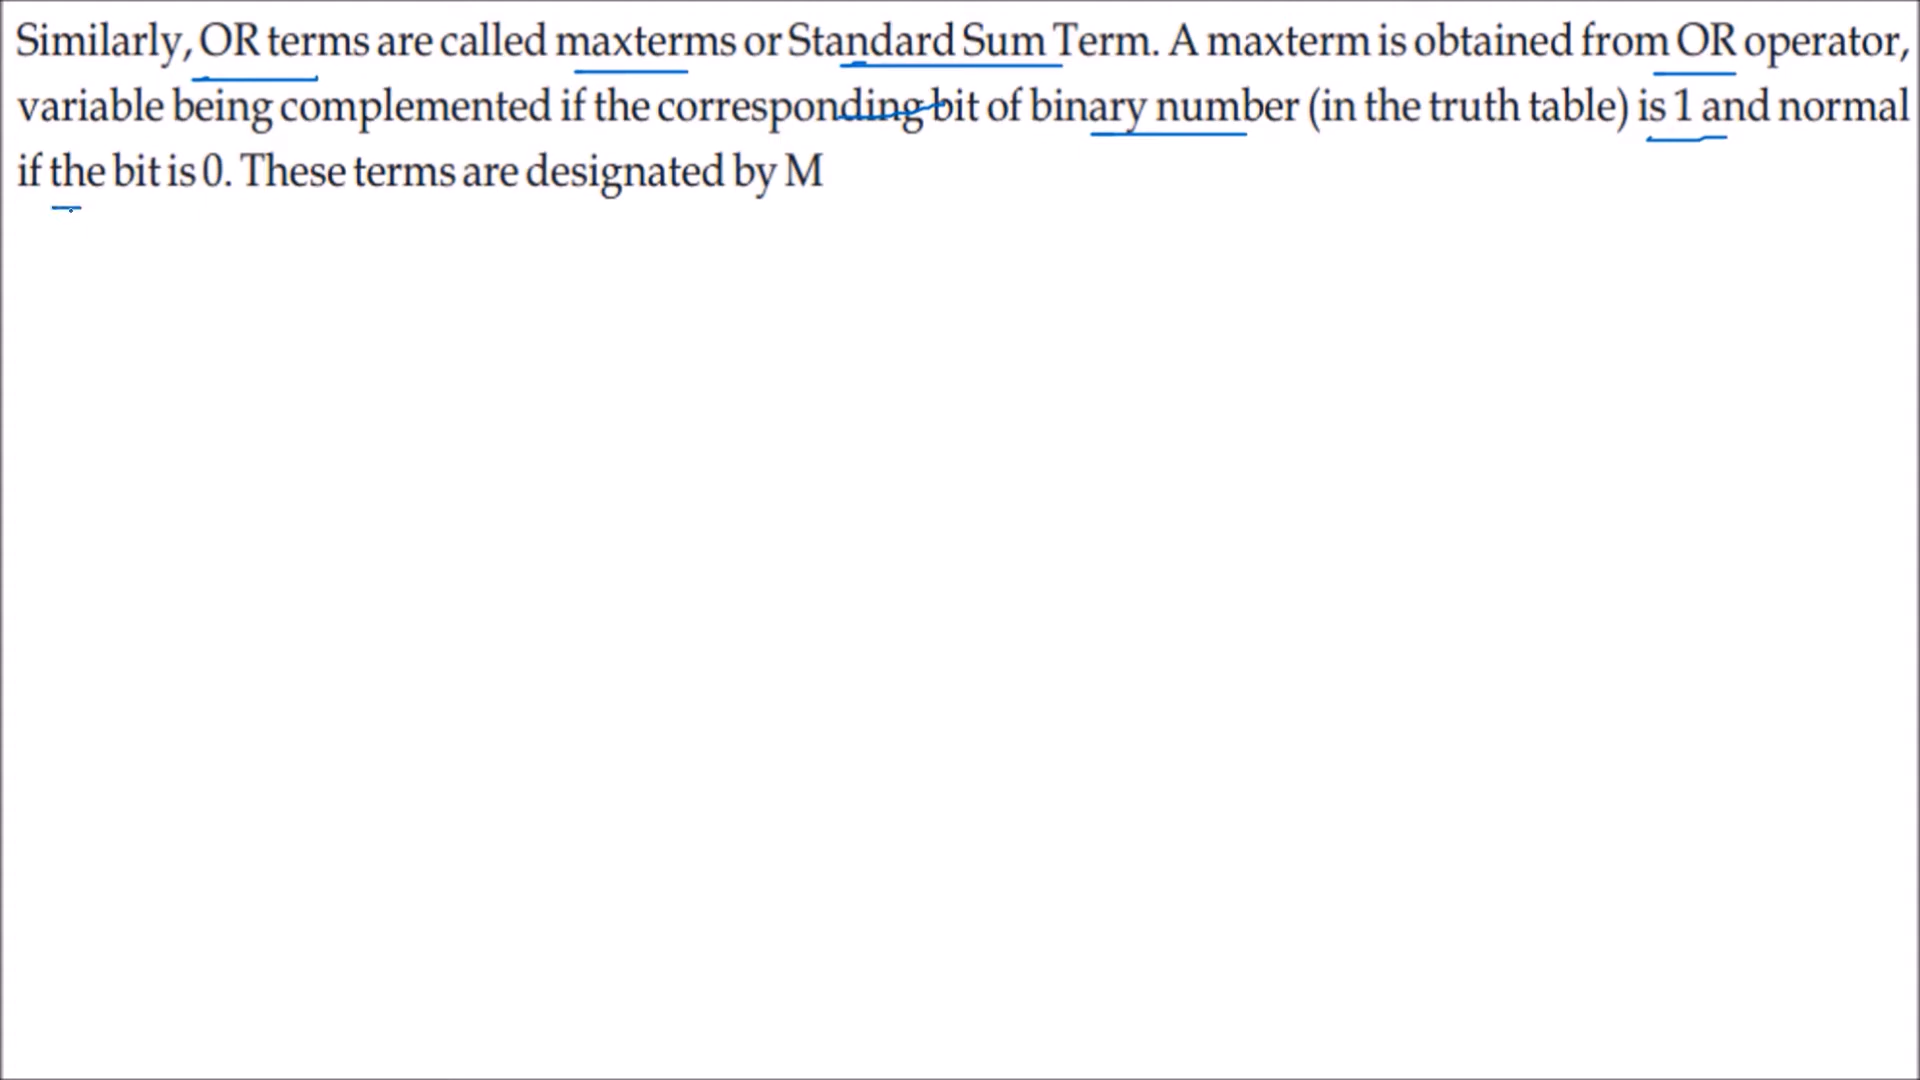 Similarly, OR terms are called maxterms or Standard Sum Term. A maxterm is obtained from OR operator,
variable being complemented if the corresponding bit of binary number (in the truth table) is 1 and normal
if the bit is 0. These terms are designated by M